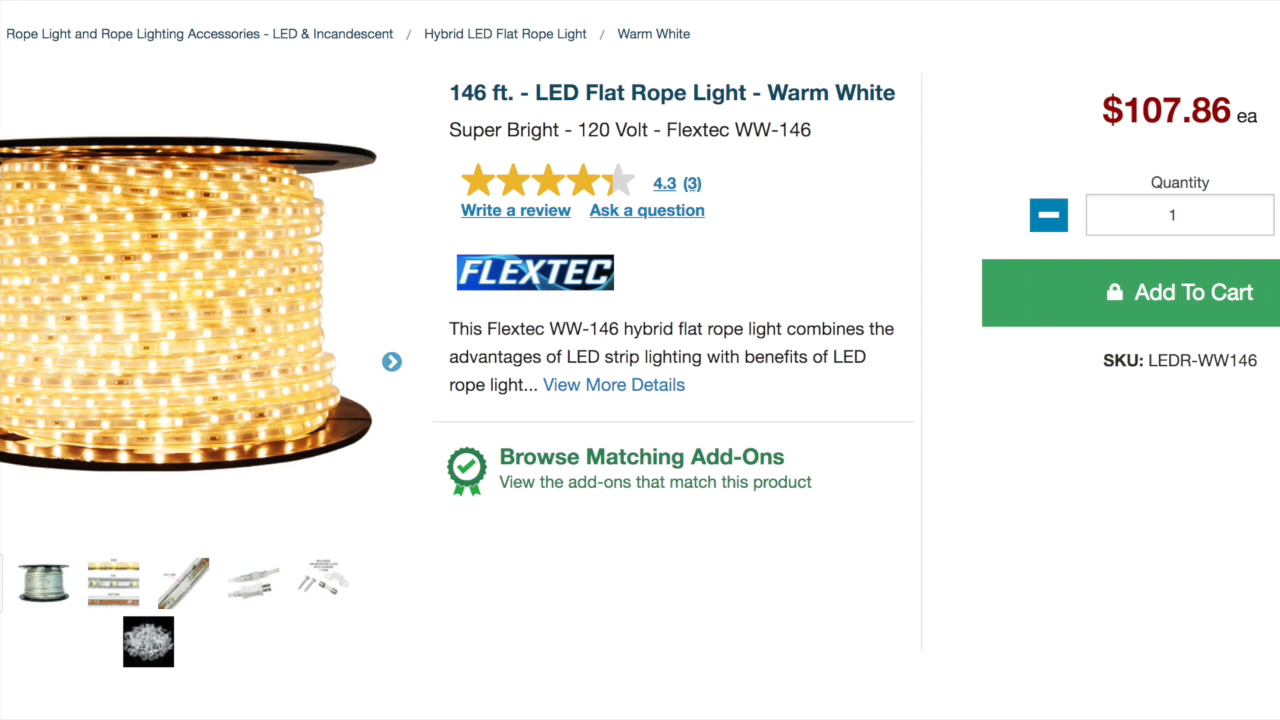 Rope Light and Rope Lighting Accessories - LED & Incandescent / Hybrid LED Flat Rope Light / Warm White
146 ft. - LED Flat Rope Light - Warm White
Super Bright - 120 Volt - Flextec WW-146
4.3 (3)
Write a review Ask a question
FLEXTEC
This Flextec WW-146 hybrid flat rope light combines the
advantages of LED strip lighting with benefits of LED
rope light... View More Details
Browse Matching Add-Ons
View the add-ons that match this product
$107.86 ea
Quantity
1
Add To Cart
SKU: LEDR-WW146